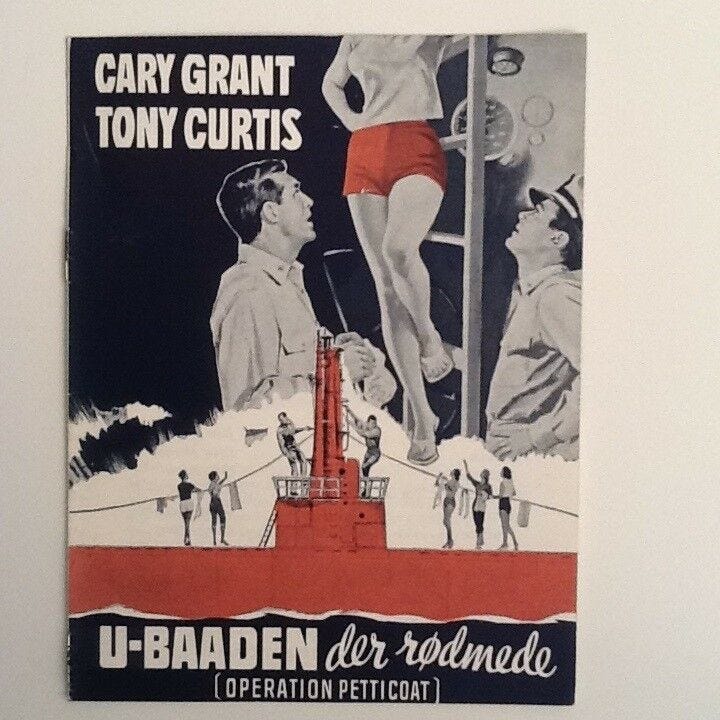 CARY GRANT
TONY CURTIS
U-BAADEN der rødmede
(OPERATION PETTICOAT)